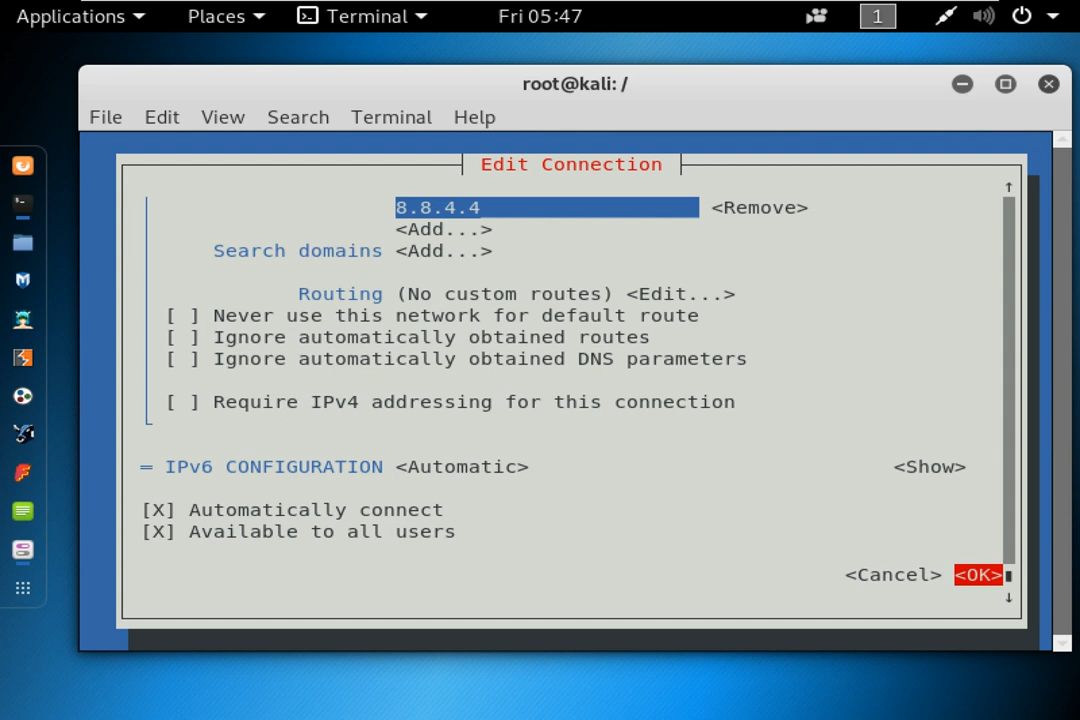 Applications Places Terminal Fri 05:47 1
root@kali: /
File Edit View Search Terminal Help
Edit Connection
8.8.4.4 <Remove>
<Add...>
Search domains <Add...>
Routing (No custom routes) <Edit...>
[ ] Never use this network for default route
[ ] Ignore automatically obtained routes
[ ] Ignore automatically obtained DNS parameters
[ ] Require IPv4 addressing for this connection
= IPv6 CONFIGURATION <Automatic> <Show>
[X] Automatically connect
[X] Available to all users
<Cancel> <OK>